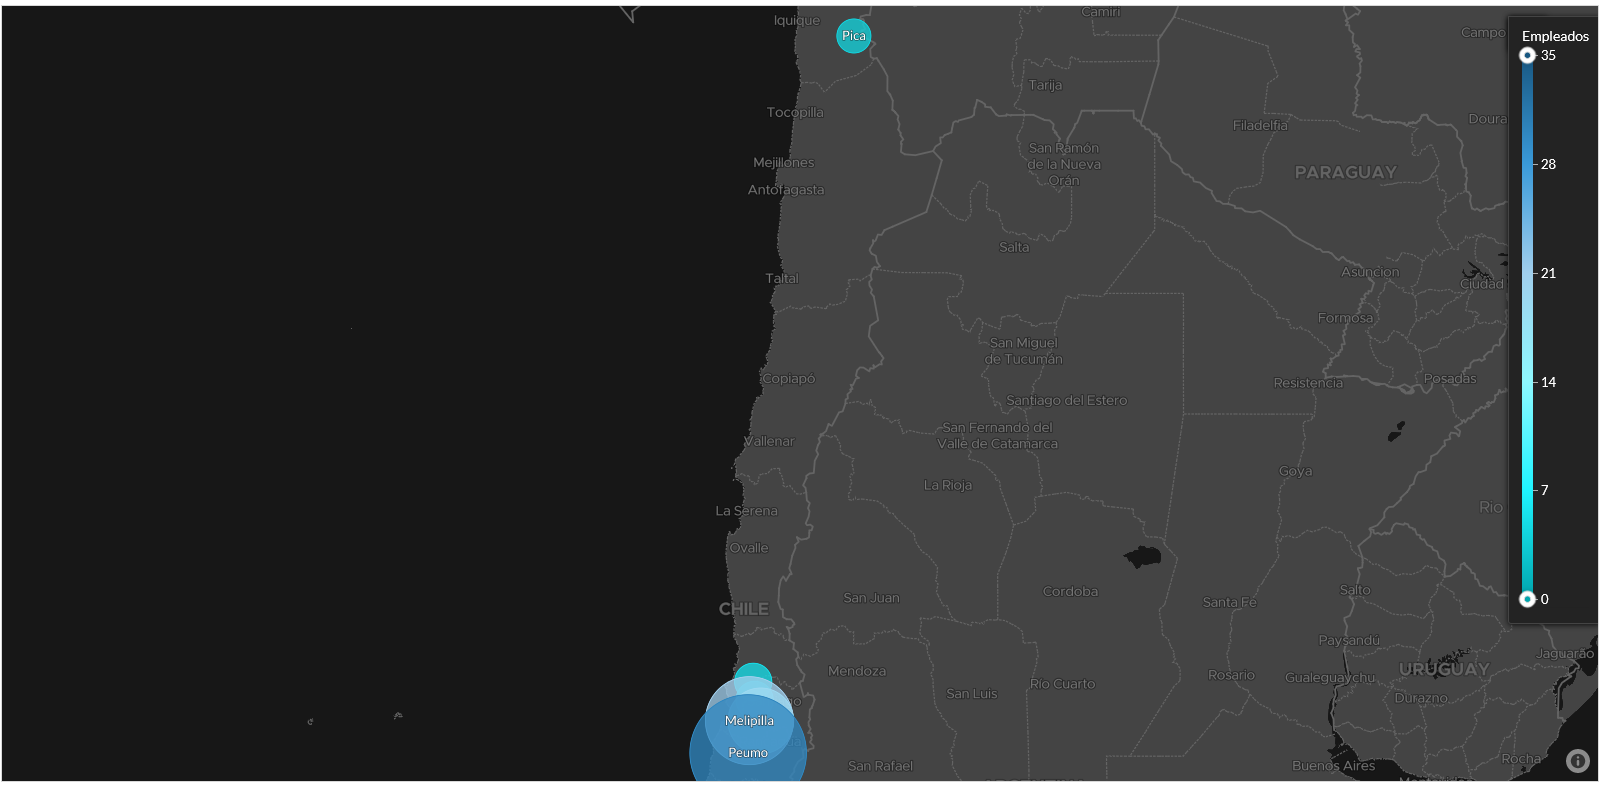 Iquique
Pica
Camiri
Campo
Empleados
35
Tarija
Tocopilla
Filadelfia
Doura
San Ramón
de la Nueva
Orán
Mejillones
28
PARAGUAY
Antofagasta
Salta
Asuncion
21
Taltal
Ciudad
Formosa
San Miguel
de Tucumán
Copiapó
Resistencia
Posadas
14
Santiago del Estero
San Fernando del
Valle de Catamarca
Vallenar
Goya
La Rioja
7
La Serena
Rio
Ovalle
Cordoba
Salto
San Juan
Santa Fe
0
CHILE
Paysandú
Jaguarão
Mendoza
URUGUAY
Rosario
Gualeguaychu
Río Cuarto
San Luis
Durazno
go
Melipilla
Peumo
San Rafael
Buenos Aires
Rocha